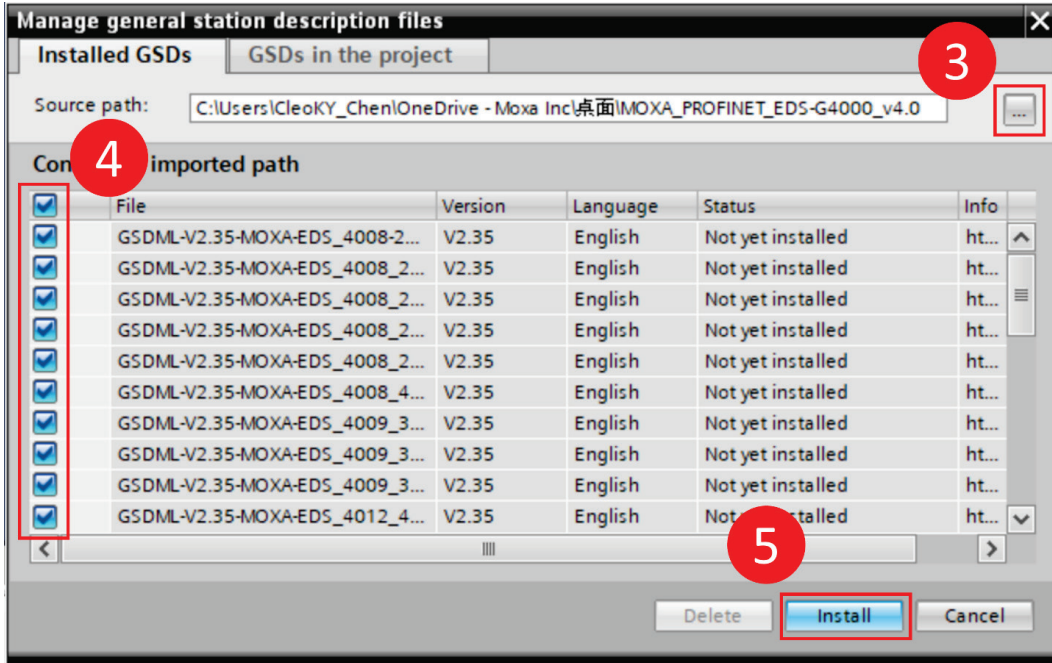 Manage general station description files
Installed GSDs GSDs in the project
3
Source path: C:\Users\CleoKY_Chen\OneDrive - Moxa Inc\桌面\MOXA_PROFINET_EDS-G4000_v4.0 ...
4
Con imported path
File Version Language Status Info
GSDML-V2.35-MOXA-EDS_4008-2... V2.35 English Not yet installed ht...
GSDML-V2.35-MOXA-EDS_4008_2... V2.35 English Not yet installed ht...
GSDML-V2.35-MOXA-EDS_4008_2... V2.35 English Not yet installed ht...
GSDML-V2.35-MOXA-EDS_4008_2... V2.35 English Not yet installed ht...
GSDML-V2.35-MOXA-EDS_4008_2... V2.35 English Not yet installed ht...
GSDML-V2.35-MOXA-EDS_4008_4... V2.35 English Not yet installed ht...
GSDML-V2.35-MOXA-EDS_4009_3... V2.35 English Not yet installed ht...
GSDML-V2.35-MOXA-EDS_4009_3... V2.35 English Not yet installed ht...
GSDML-V2.35-MOXA-EDS_4009_3... V2.35 English Not yet installed ht...
GSDML-V2.35-MOXA-EDS_4012_4... V2.35 English Not talled ht...
5
Delete Install Cancel